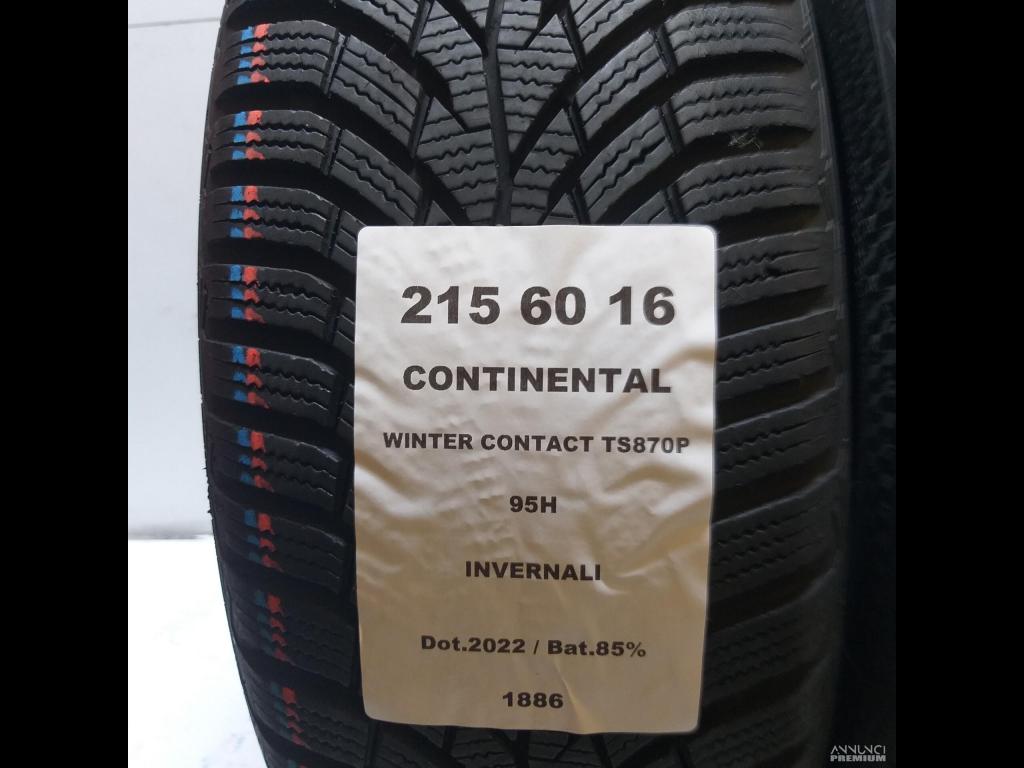 215 60 16
CONTINENTAL
WINTER CONTACT TS870P
95H
INVERNALI
Dot.2022 / Bat.85%
1886
ANNUNCI
PREMIUM